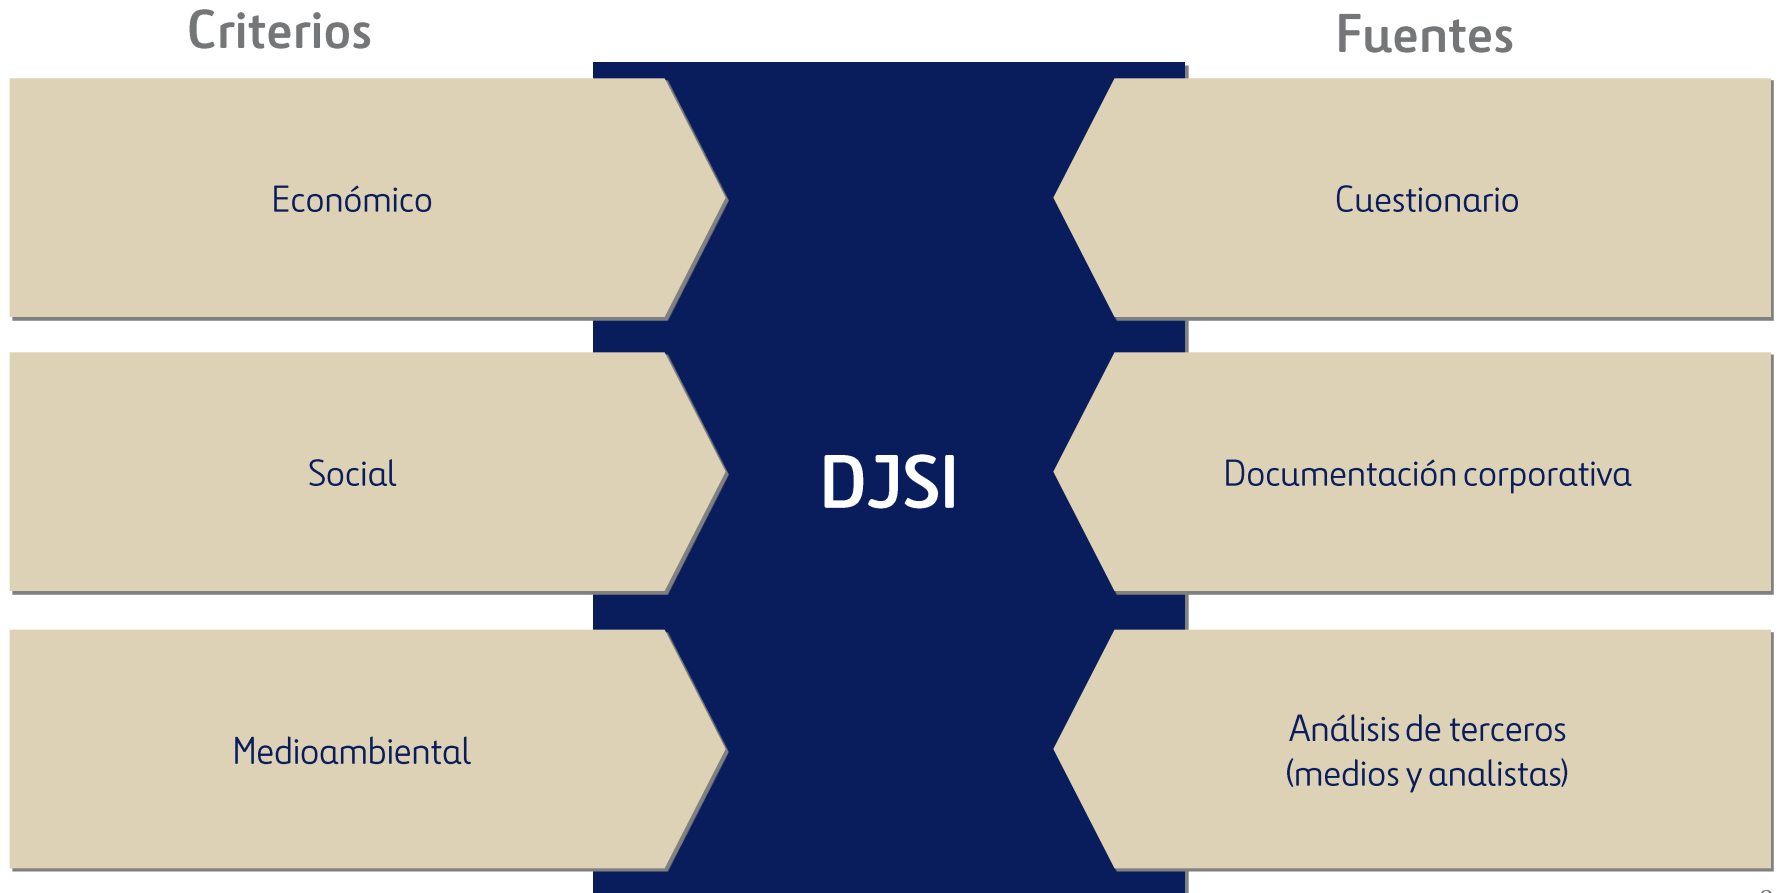 Criterios
Fuentes
Económico
Cuestionario
Social
DJSI
Documentación corporativa
Medioambiental
Análisis de terceros
(medios y analistas)